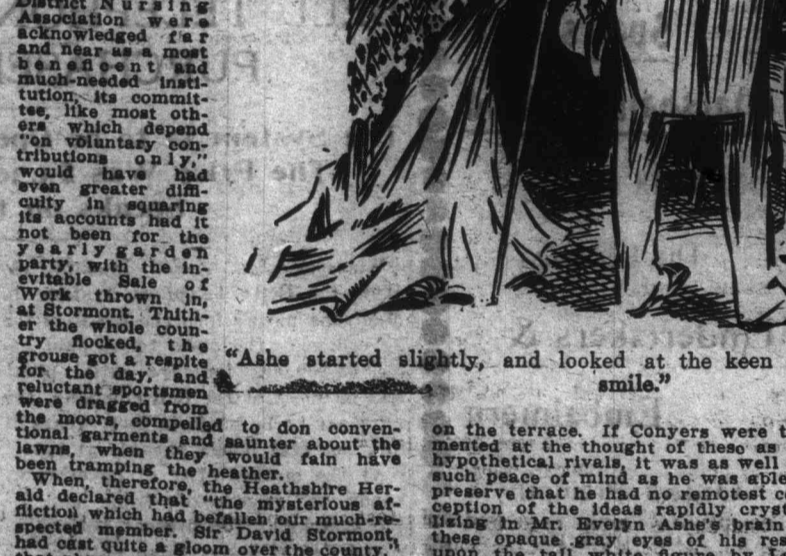 District Nursing
Association were
acknowledged far
and near as a most
beneficent and
much-needed insti-
tution, its commit-
tee, like most oth-
ers which depend
"on voluntary con-
tributions only,"
would have had
even greater diffi-
culty in squaring
its accounts had it
not been for the
yearly garden
party, with the in-
evitable Sale of
Work thrown in,
at Stormont. Thith-
er the whole coun-
try flocked, the
grouse got a respite
for the day, and
reluctant sportsmen
were dragged from
the moors, compelled to don conven-
tional garments and saunter about the
lawns, when they would fain have
been tramping the heather.
When, therefore, the Heathshire Her-
ald declared that "the mysterious af-
fliction which had befallen our much-re-
spected member, Sir David Stormont,
had cast quite a gloom over the county,"
"Ashe started slightly, and looked at the keen
smile."
on the terrace. If Conyers were t
mented at the thought of these as
hypothetical rivals, it was as well
such peace of mind as he was able
preserve that he had no remotest c
ception of the ideas rapidly cryst
lizing in Mr. Evelyn Ashe's brain
these opaque gray eyes of his res
upon the tall white